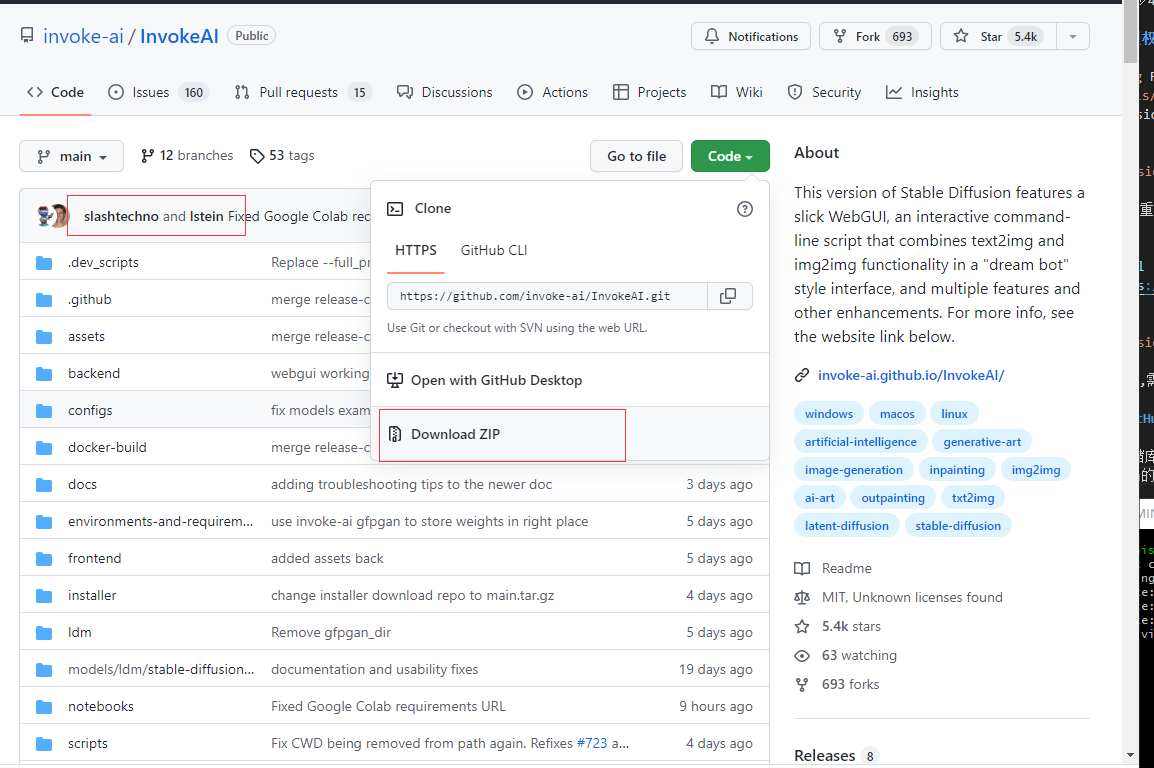 invoke-ai / InvokeAI Public
Notifications Fork 693 Star 5.4k
Code Issues 160 Pull requests 15 Discussions Actions Projects Wiki Security Insights
main 12 branches 53 tags Go to file Code
slashtechno and lstein Fixed Google Colab req
Clone
HTTPS GitHub CLI
https://github.com/invoke-ai/InvokeAI.git
Use Git or checkout with SVN using the web URL.
Open with GitHub Desktop
Download ZIP
.dev_scripts Replace --full_pr
.github merge release-c
assets merge release-c
backend webgui working
configs fix models exam
docker-build merge release-c
docs adding troubleshooting tips to the newer doc 3 days ago
environments-and-requirem... use invoke-ai gfpgan to store weights in right place 5 days ago
frontend added assets back 5 days ago
installer change installer download repo to main.tar.gz 4 days ago
ldm Remove gfpgan_dir 5 days ago
models/ldm/stable-diffusion... documentation and usability fixes 19 days ago
notebooks Fixed Google Colab requirements URL 9 hours ago
scripts Fix CWD being removed from path again. Refixes #723 a... 4 days ago
About
This version of Stable Diffusion features a
slick WebGUI, an interactive command-
line script that combines text2img and
img2img functionality in a "dream bot"
style interface, and multiple features and
other enhancements. For more info, see
the website link below.
invoke-ai.github.io/InvokeAI/
windows macos linux
artificial-intelligence generative-art
image-generation inpainting img2img
ai-art outpainting txt2img
latent-diffusion stable-diffusion
Readme
MIT, Unknown licenses found
5.4k stars
63 watching
693 forks
Releases 8